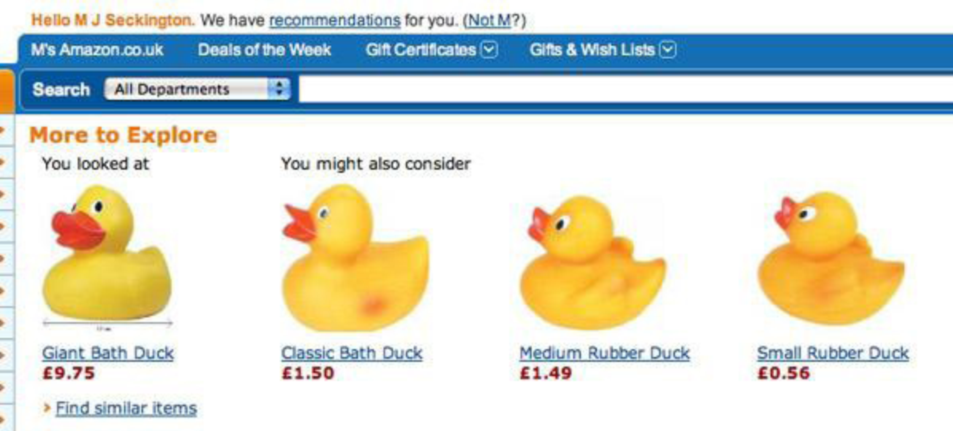 Hello M J Seckington. We have recommendations for you. (Not M?)
M's Amazon.co.uk Deals of the Week Gift Certificates Gifts & Wish Lists
Search All Departments
More to Explore
You looked at You might also consider
Giant Bath Duck Classic Bath Duck Medium Rubber Duck Small Rubber Duck
£9.75 £1.50 £1.49 £0.56
Find similar items